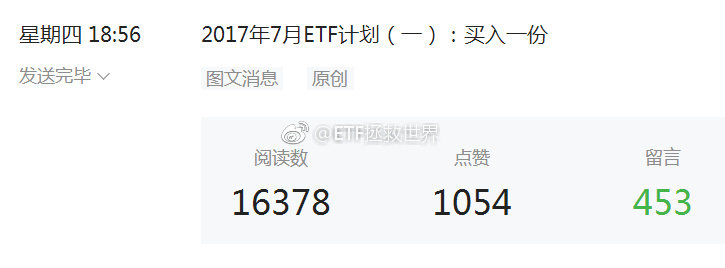 星期四 18:56
2017年7月ETF计划（一）：买入一份
发送完毕
图文消息 原创
@ETF拯救世界
阅读数 点赞 留言
16378 1054 453